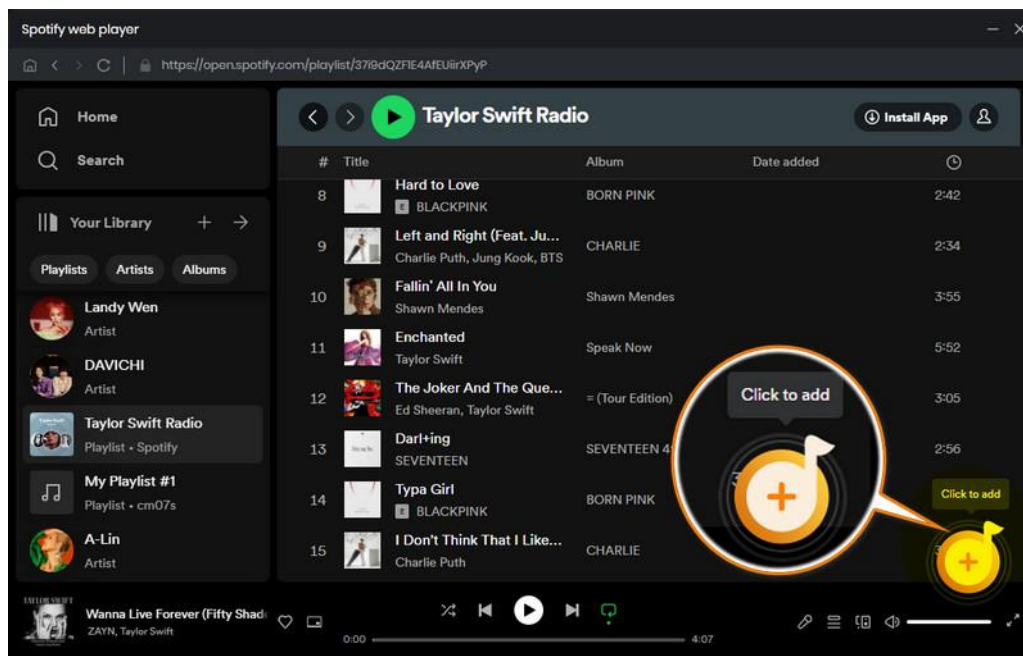 Spotify web player
https://open.spotify.com/playlist/37i9dQZF1E4AfEUiirXPyP
Home
Search
Your Library
Playlists Artists Albums
Landy Wen
Artist
DAVICHI
Artist
Taylor Swift Radio
Playlist • Spotify
My Playlist #1
Playlist • cm07s
A-Lin
Artist
Taylor Swift Radio
Install App
# Title Album Date added
8 Hard to Love BORN PINK 2:42
E BLACKPINK
9 Left and Right (Feat. Ju... CHARLIE 2:34
Charlie Puth, Jung Kook, BTS
10 Fallin' All In You Shawn Mendes 3:55
Shawn Mendes
11 Enchanted Speak Now 5:52
Taylor Swift
12 The Joker And The Que... = (Tour Edition) 3:05
Ed Sheeran, Taylor Swift
13 Darl+ing SEVENTEEN 4 2:56
SEVENTEEN
14 Typa Girl BORN PINK
E BLACKPINK
15 I Don't Think That I Like... CHARLIE
Charlie Puth
Click to add
Click to add
Wanna Live Forever (Fifty Shad
ZAYN, Taylor Swift
0:00 4:07